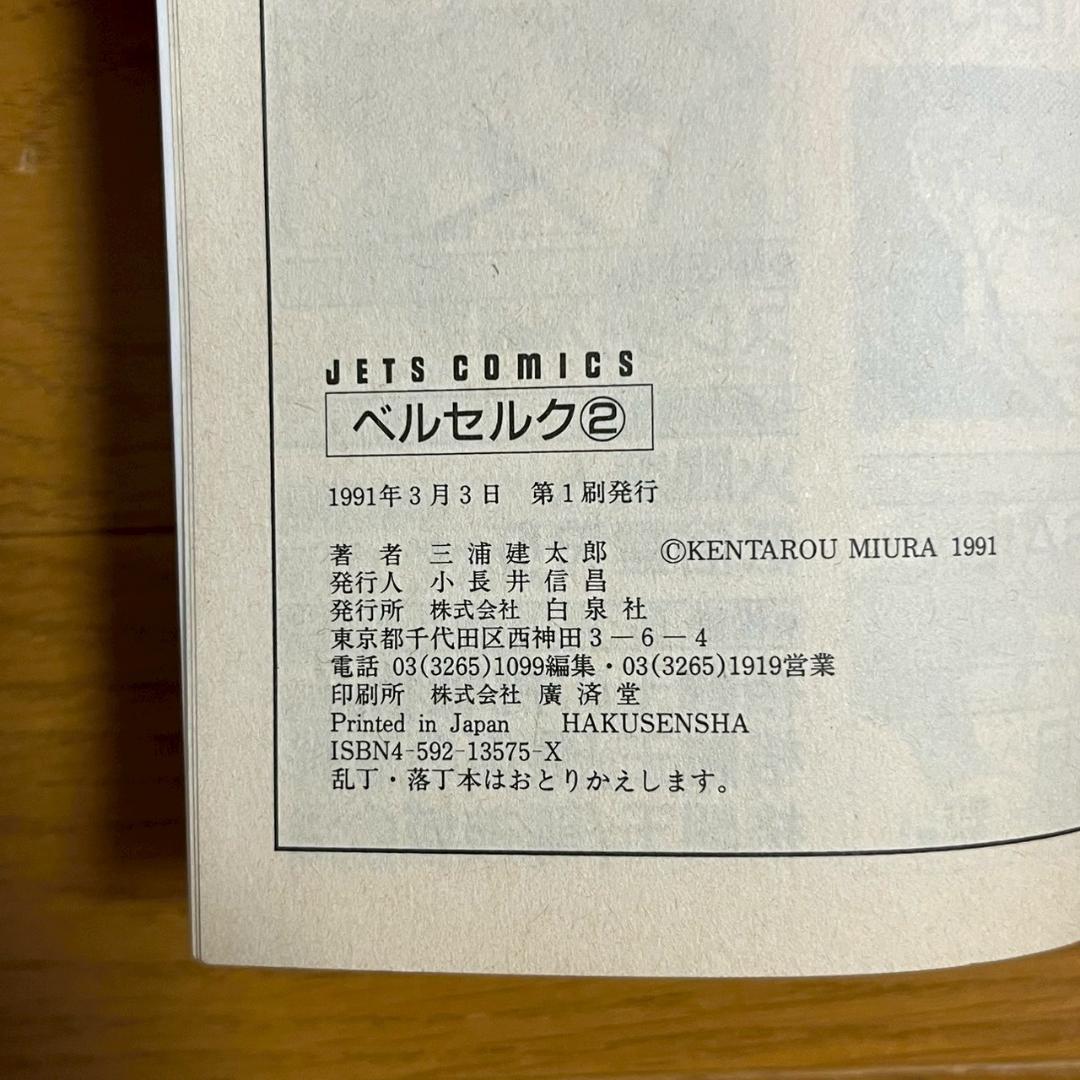 JETS COMICS
ベルセルク②
1991年3月3日　第1刷発行
著　者　三浦建太郎　©KENTAROU MIURA 1991
発行人　小長井信昌
発行所　株式会社　白泉社
東京都千代田区西神田3―6―4
電話 03(3265)1099編集・03(3265)1919営業
印刷所　株式会社　廣済堂
Printed in Japan　HAKUSENSHA
ISBN4-592-13575-X
乱丁・落丁本はおとりかえします。